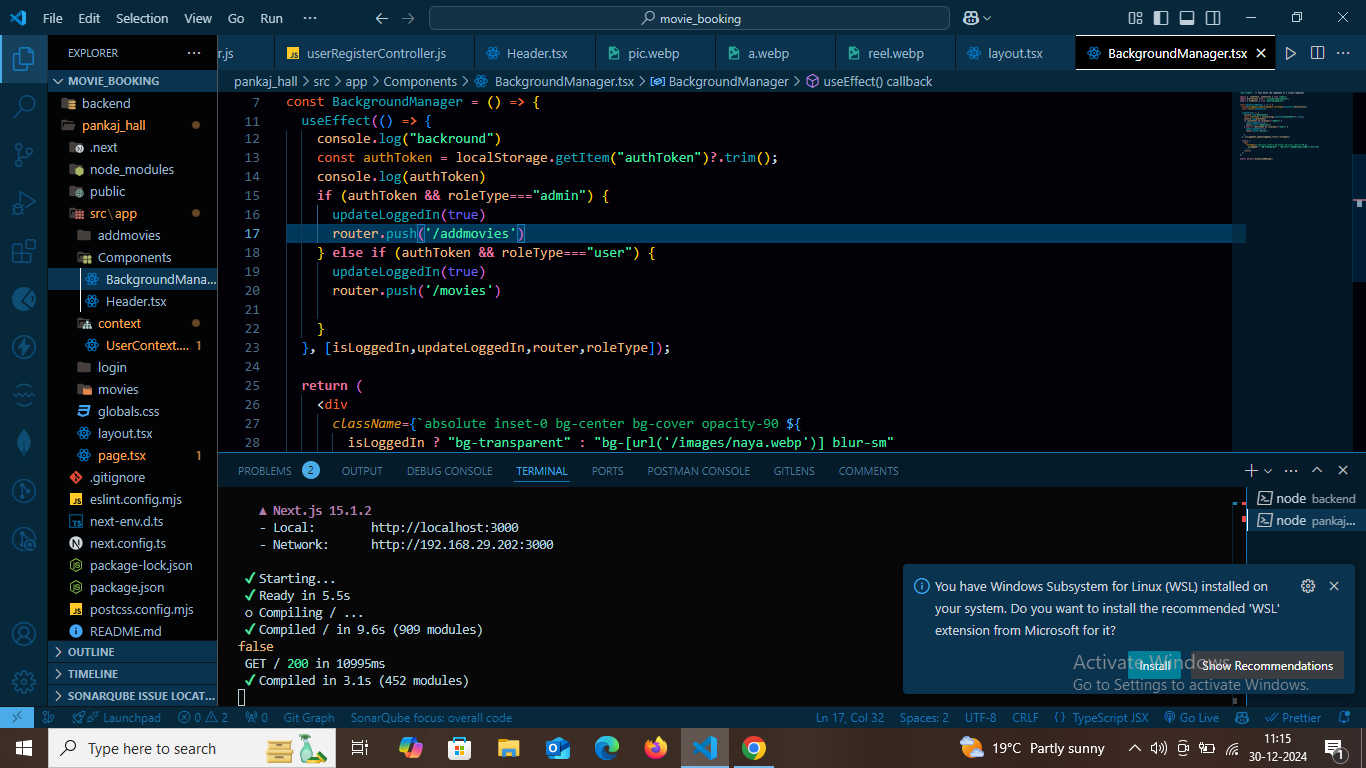 File Edit Selection View Go Run ···
movie_booking
EXPLORER
r.js
userRegisterController.js
Header.tsx
pic.webp
a.webp
reel.webp
layout.tsx
BackgroundManager.tsx
MOVIE_BOOKING
pankaj_hall > src > app > Components > BackgroundManager.tsx > BackgroundManager > useEffect() callback
backend
pankaj_hall
.next
node_modules
public
src\app
addmovies
Components
BackgroundMana...
Header.tsx
context
UserContext.... 1
login
movies
globals.css
layout.tsx
page.tsx 1
.gitignore
eslint.config.mjs
next-env.d.ts
next.config.ts
package-lock.json
package.json
postcss.config.mjs
README.md
OUTLINE
TIMELINE
SONARQUBE ISSUE LOCAT...
7 const BackgroundManager = () => {
11 useEffect(() => {
12 console.log("backround")
13 const authToken = localStorage.getItem("authToken")?.trim();
14 console.log(authToken)
15 if (authToken && roleType==="admin") {
16 updateLoggedIn(true)
17 router.push('/addmovies')
18 } else if (authToken && roleType==="user") {
19 updateLoggedIn(true)
20 router.push('/movies')
21
22 }
23 }, [isLoggedIn,updateLoggedIn,router,roleType]);
24
25 return (
26 <div
27 className={`absolute inset-0 bg-center bg-cover opacity-90 ${
28 isLoggedIn ? "bg-transparent" : "bg-[url('/images/naya.webp')] blur-sm"
PROBLEMS 2 OUTPUT DEBUG CONSOLE TERMINAL PORTS POSTMAN CONSOLE GITLENS COMMENTS
▲ Next.js 15.1.2
- Local: http://localhost:3000
- Network: http://192.168.29.202:3000
✓ Starting...
✓ Ready in 5.5s
○ Compiling / ...
✓ Compiled / in 9.6s (909 modules)
false
GET / 200 in 10995ms
✓ Compiled in 3.1s (452 modules)
node backend
node pankaj...
You have Windows Subsystem for Linux (WSL) installed on
your system. Do you want to install the recommended 'WSL'
extension from Microsoft for it?
Install
Show Recommendations
Activate Windows
Go to Settings to activate Windows.
Launchpad 0 2 0 Git Graph SonarQube focus: overall code
Ln 17, Col 32 Spaces: 2 UTF-8 CRLF {} TypeScript JSX Go Live Prettier
Type here to search
19°C Partly sunny
11:15
30-12-2024
1